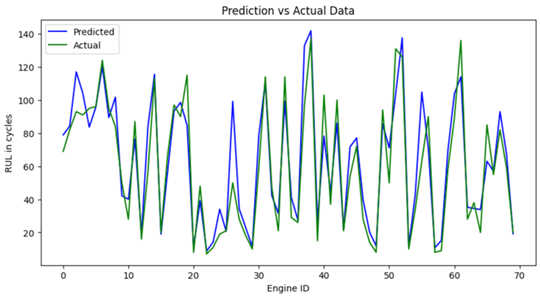 Prediction vs Actual Data
Predicted
Actual
140
120
100
80
60
40
20
RUL in cycles
0 10 20 30 40 50 60 70
Engine ID